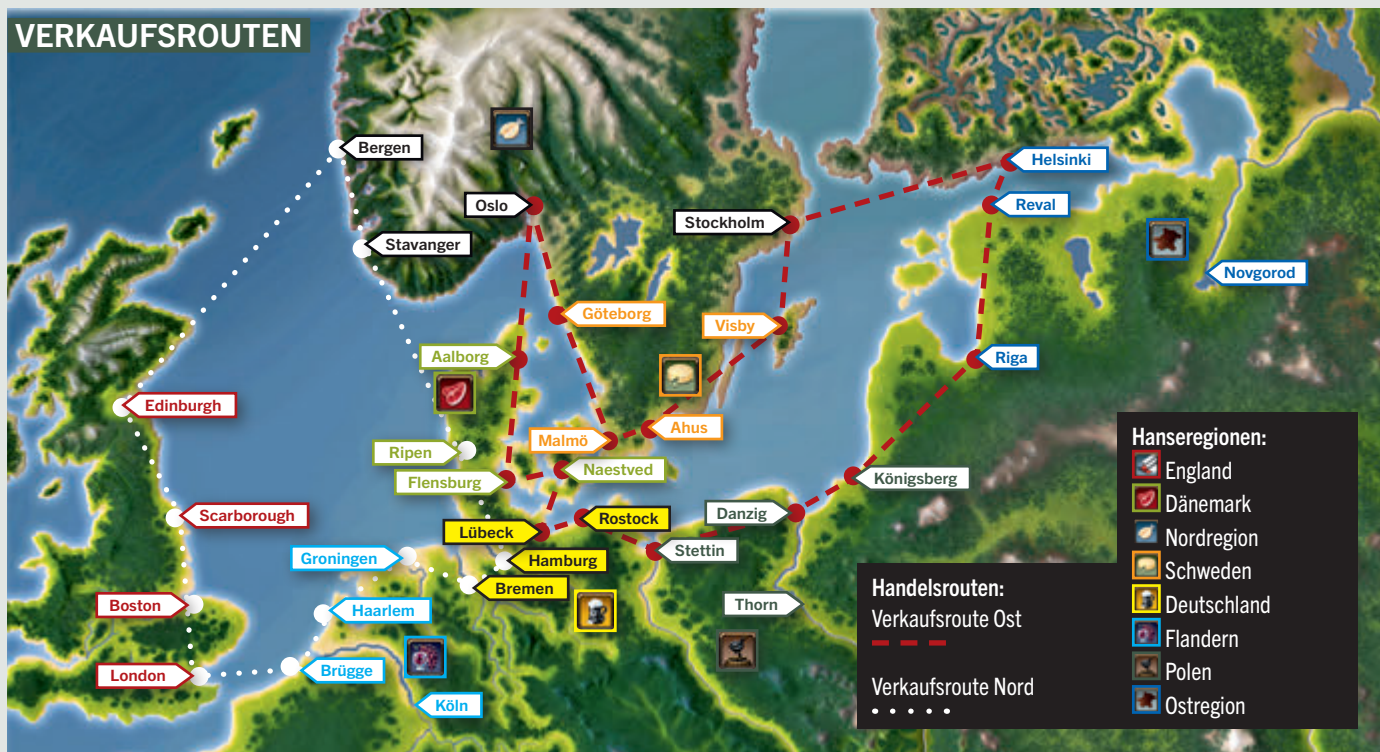 VERKAUFSROUTEN
Bergen
Helsinki
Oslo
Reval
Stockholm
Stavanger
Novgorod
Göteborg
Visby
Aalborg
Riga
Edinburgh
Ahus
Malmö
Ripen
Naestved
Flensburg
Königsberg
Danzig
Scarborough
Rostock
Lübeck
Stettin
Groningen
Hamburg
Bremen
Boston
Haarlem
Thorn
London
Brügge
Köln
Handelsrouten:
Verkaufsroute Ost
Verkaufsroute Nord
Hanseregionen:
England
Dänemark
Nordregion
Schweden
Deutschland
Flandern
Polen
Ostregion